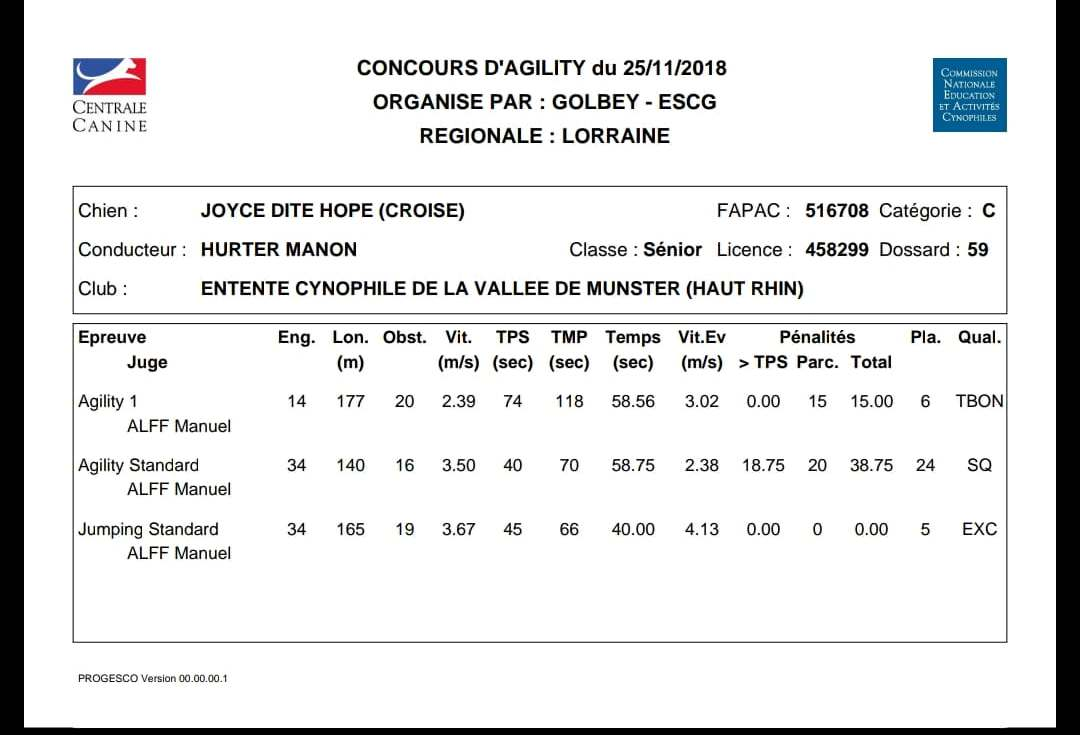 CENTRALE
CANINE
CONCOURS D'AGILITY du 25/11/2018
ORGANISE PAR : GOLBEY - ESCG
REGIONALE : LORRAINE
COMMISSION
NATIONALE
EDUCATION
ET ACTIVITÉS
CYNOPHILES
Chien : JOYCE DITE HOPE (CROISE) FAPAC : 516708 Catégorie : C
Conducteur : HURTER MANON Classe : Sénior Licence : 458299 Dossard : 59
Club : ENTENTE CYNOPHILE DE LA VALLEE DE MUNSTER (HAUT RHIN)
Epreuve Eng. Lon. Obst. Vit. TPS TMP Temps Vit.Ev Pénalités Pla. Qual.
Juge (m) (m/s) (sec) (sec) (sec) (m/s) > TPS Parc. Total
Agility 1 14 177 20 2.39 74 118 58.56 3.02 0.00 15 15.00 6 TBON
ALFF Manuel
Agility Standard 34 140 16 3.50 40 70 58.75 2.38 18.75 20 38.75 24 SQ
ALFF Manuel
Jumping Standard 34 165 19 3.67 45 66 40.00 4.13 0.00 0 0.00 5 EXC
ALFF Manuel
PROGESCO Version 00.00.00.1